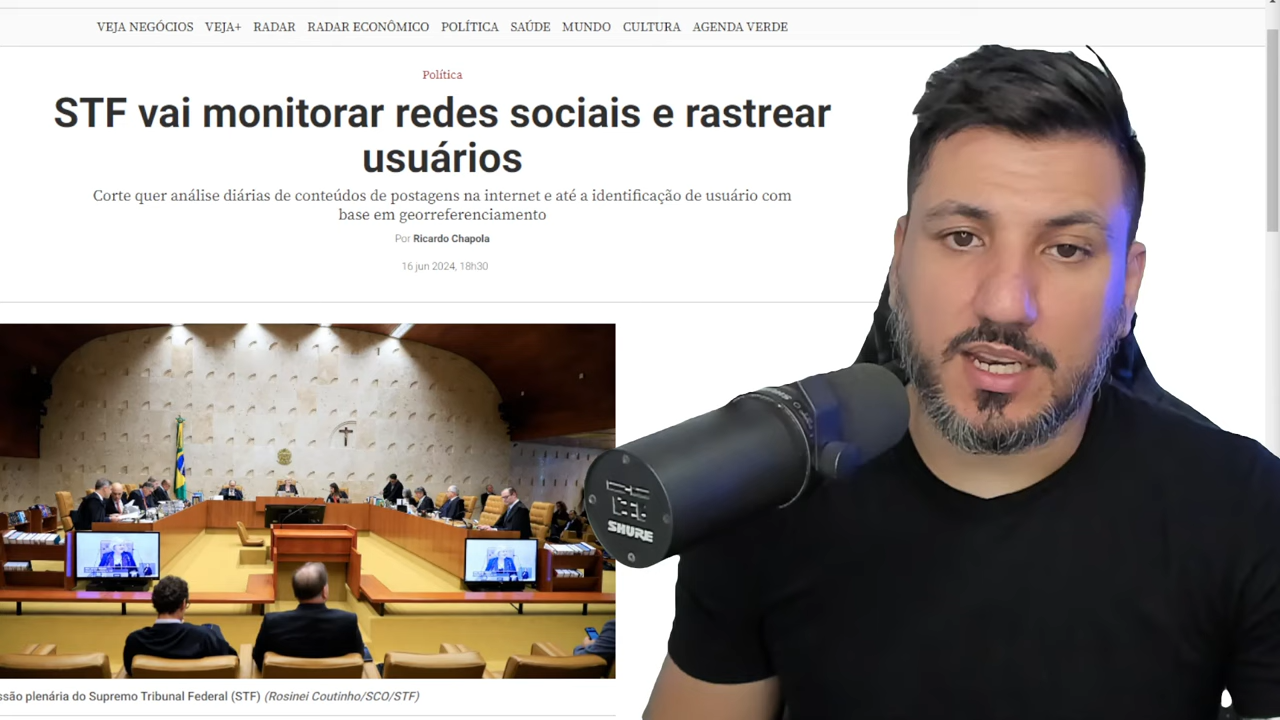 VEJA NEGÓCIOS VEJA+ RADAR RADAR ECONÔMICO POLÍTICA SAÚDE MUNDO CULTURA AGENDA VERDE
Política
STF vai monitorar redes sociais e rastrear
usuários
Corte quer análise diárias de conteúdos de postagens na internet e até a identificação de usuário com
base em georreferenciamento
Por Ricardo Chapola
16 jun 2024, 18h30
SHURE
ssão plenária do Supremo Tribunal Federal (STF) (Rosinei Coutinho/SCO/STF)